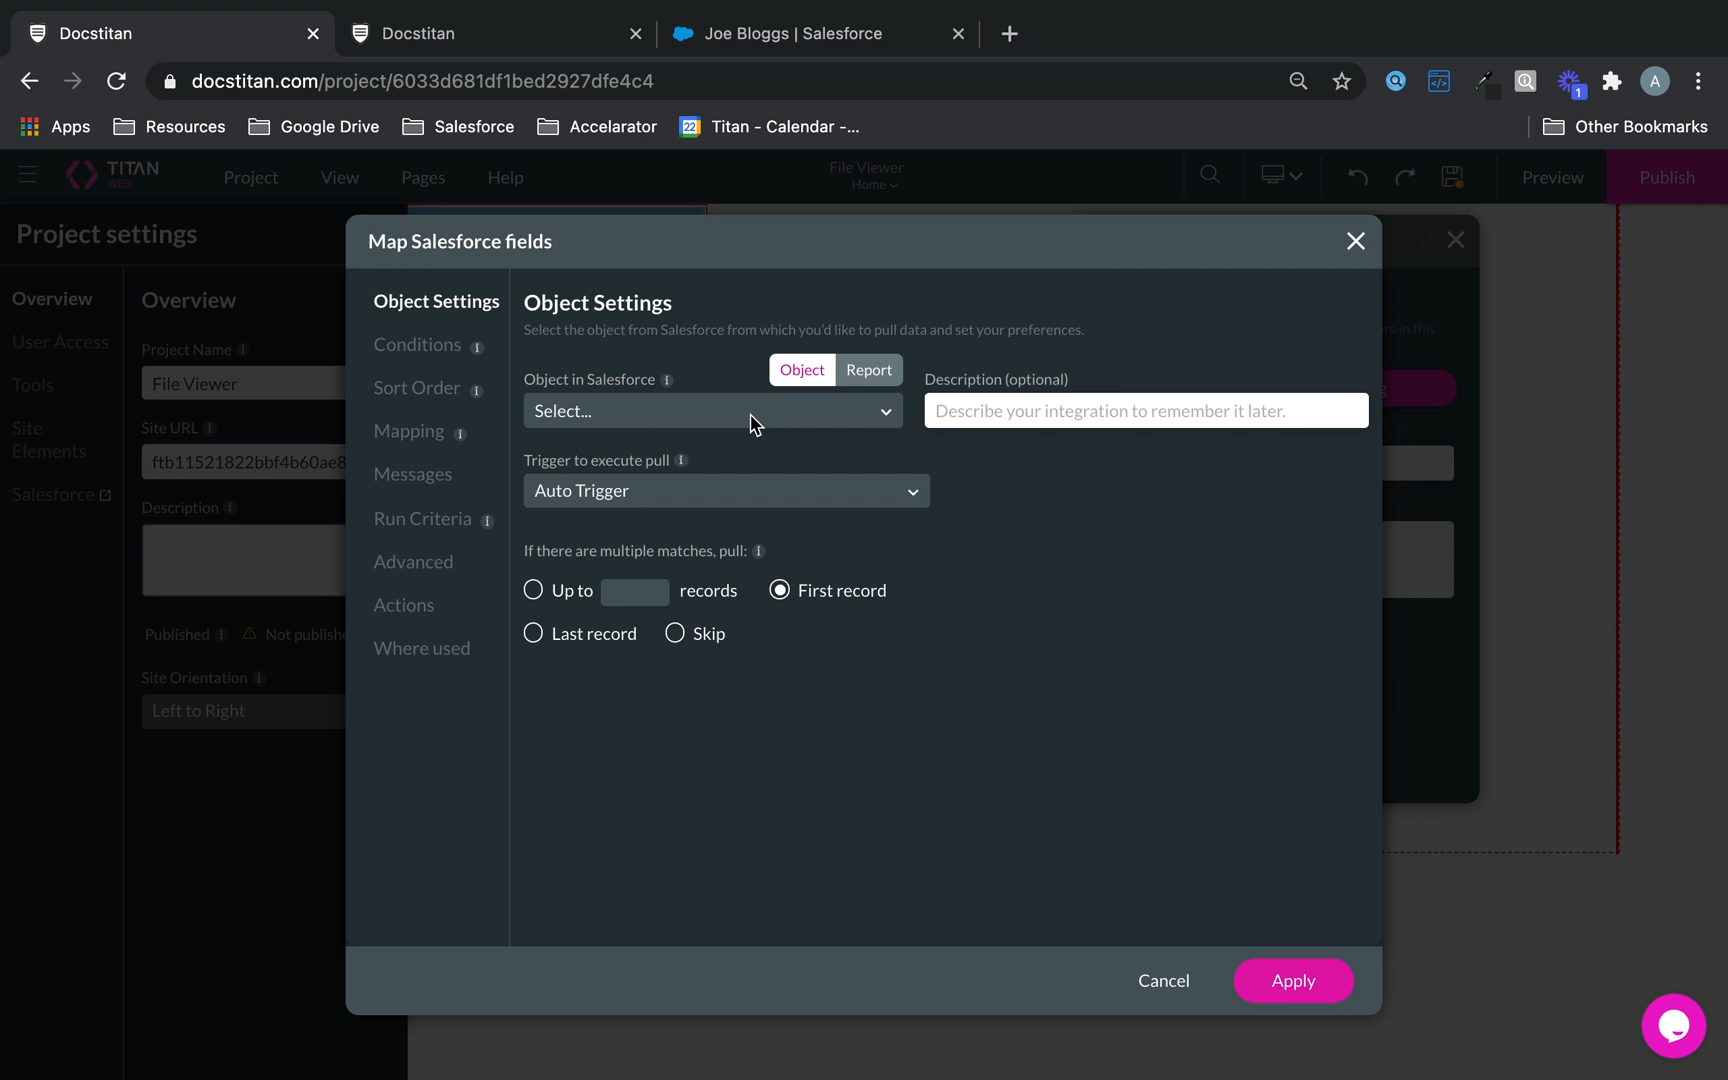 Docstitan
Docstitan
Joe Bloggs | Salesforce
docstitan.com/project/6033d681df1bed2927dfe4c4
1
A
Apps
Resources
Google Drive
Salesforce
Accelarator
22
Titan - Calendar -...
Other Bookmarks
TITAN
WEB
Project
View
Pages
Help
File Viewer
Home
Preview
Publish
Project settings
Map Salesforce fields
Overview
User Access
Tools
Site
Elements
Salesforce
Overview
Project Name
File Viewer
Site URL
ftb11521822bbf4b60ae8
Description
Published
Not publishe
Site Orientation
Left to Right
Object Settings
Conditions
Sort Order
Mapping
Messages
Run Criteria
Advanced
Actions
Where used
Object Settings
Select the object from Salesforce from which you'd like to pull data and set your preferences.
Object in Salesforce
Object
Report
Description (optional)
Select...
Describe your integration to remember it later.
Trigger to execute pull
Auto Trigger
If there are multiple matches, pull:
Up to
records
First record
Last record
Skip
Cancel
Apply